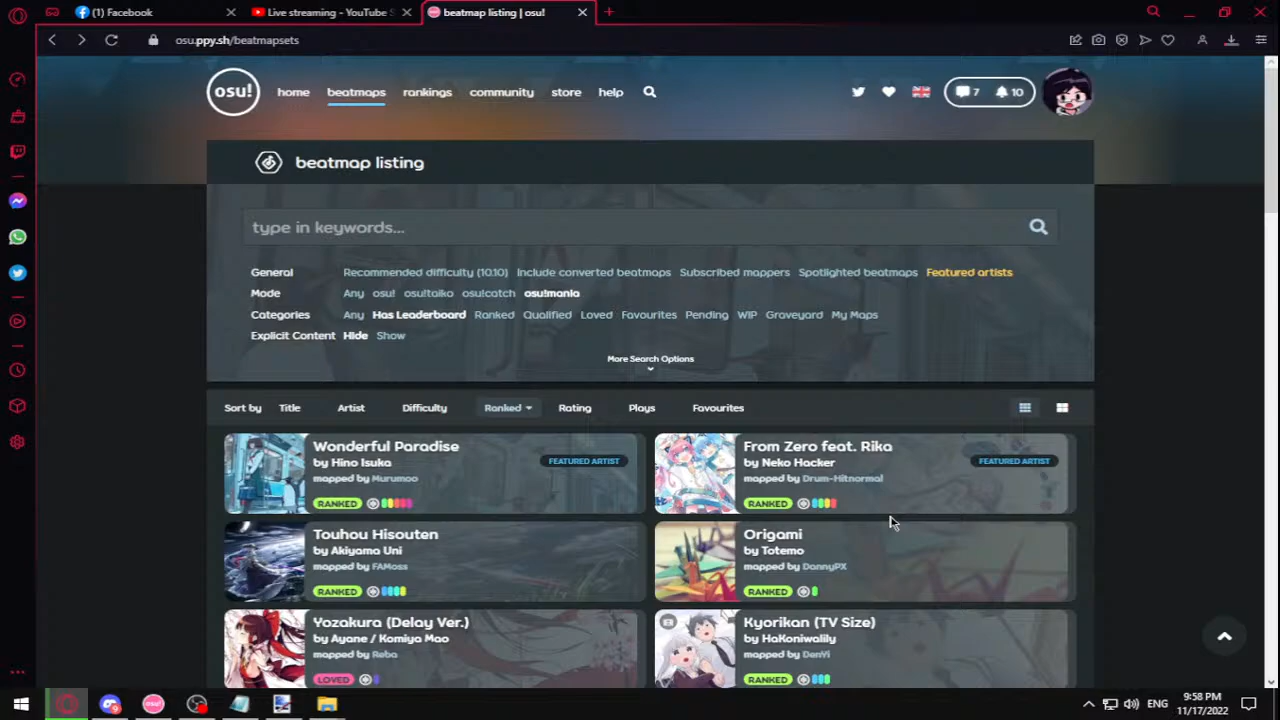 (1) Facebook
Live streaming - YouTube S
beatmap listing | osu!
osu.ppy.sh/beatmapsets
osu! home beatmaps rankings community store help 7 10
beatmap listing
type in keywords...
General Recommended difficulty (10.10) Include converted beatmaps Subscribed mappers Spotlighted beatmaps Featured artists
Mode Any osu! osu!taiko osu!catch osu!mania
Categories Any Has Leaderboard Ranked Qualified Loved Favourites Pending WIP Graveyard My Maps
Explicit Content Hide Show
More Search Options
Sort by Title Artist Difficulty Ranked Rating Plays Favourites
Wonderful Paradise
by Hino Isuka
FEATURED ARTIST
mapped by Murumoo
RANKED
From Zero feat. Rika
by Neko Hacker
FEATURED ARTIST
mapped by Drum-Hitnormal
RANKED
Touhou Hisouten
by Akiyama Uni
mapped by FAMoss
RANKED
Origami
by Totemo
mapped by DannyPX
RANKED
Yozakura (Delay Ver.)
by Ayane / Komiya Mao
mapped by Reba
LOVED
Kyorikan (TV Size)
by HaKoniwalily
mapped by DenYi
RANKED
osu!
ENG
9:58 PM
11/17/2022